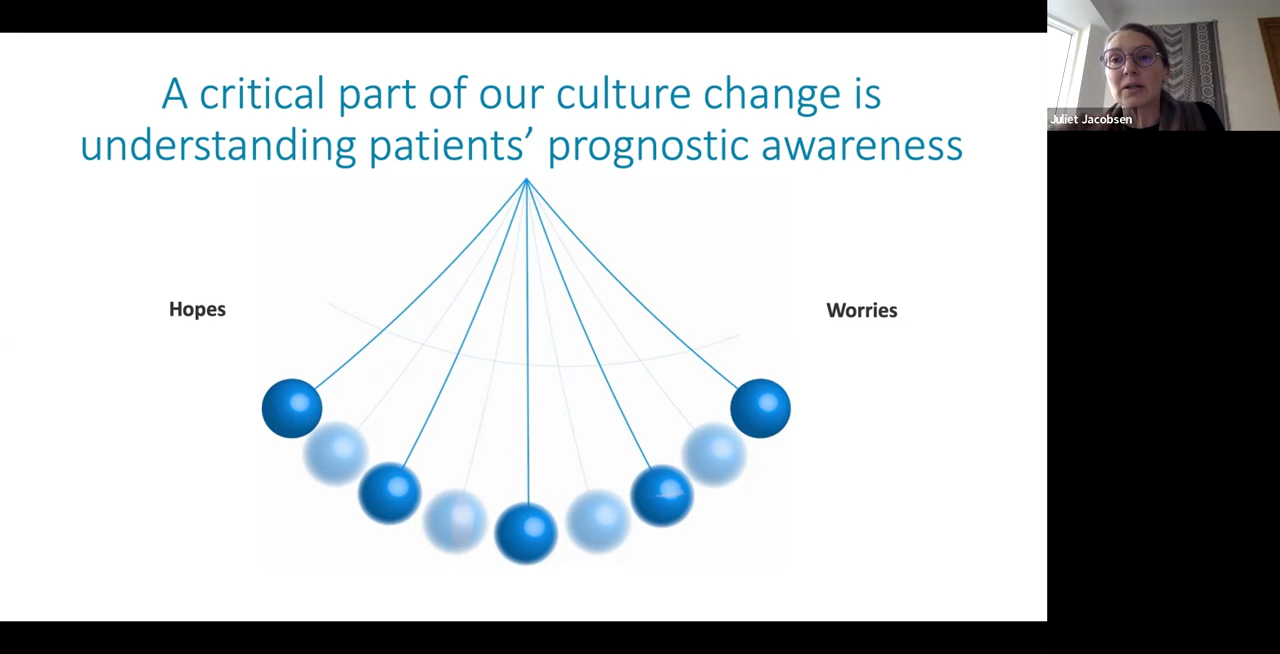 A critical part of our culture change is
understanding patients’ prognostic awareness
Hopes
Worries
Juliet Jacobsen